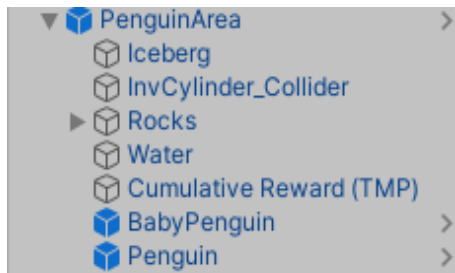 PenguinArea
Iceberg
InvCylinder_Collider
Rocks
Water
Cumulative Reward (TMP)
BabyPenguin
Penguin